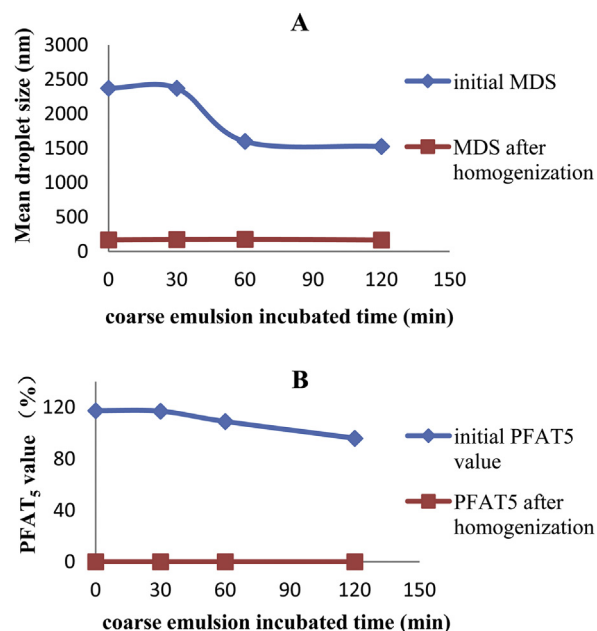 A
Mean droplet size (nm)
3000
2500
2000
1500
1000
500
0
0 30 60 90 120 150
coarse emulsion incubated time (min)
initial MDS
MDS after
homogenization
B
PFAT5 value (%)
120
80
40
0
0 30 60 90 120 150
coarse emulsion incubated time (min)
initial PFAT5
value
PFAT5 after
homogenization